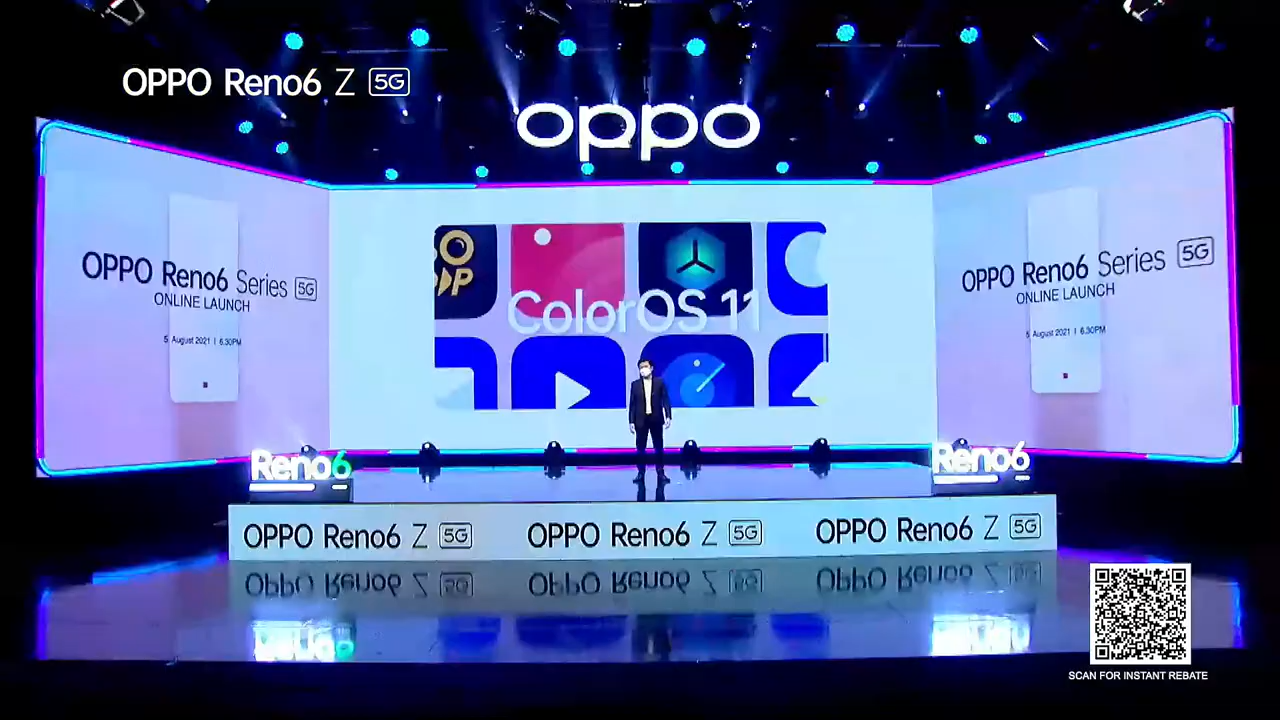 OPPO Reno6 Z 5G
oppo
OPPO Reno6 Series 5G
ONLINE LAUNCH
5 August 2021 | 6.30PM
ColorOS 11
OPPO Reno6 Series 5G
ONLINE LAUNCH
5 August 2021 | 6.30PM
Reno6
Reno6
OPPO Reno6 Z 5G
OPPO Reno6 Z 5G
OPPO Reno6 Z 5G
SCAN FOR INSTANT REBATE